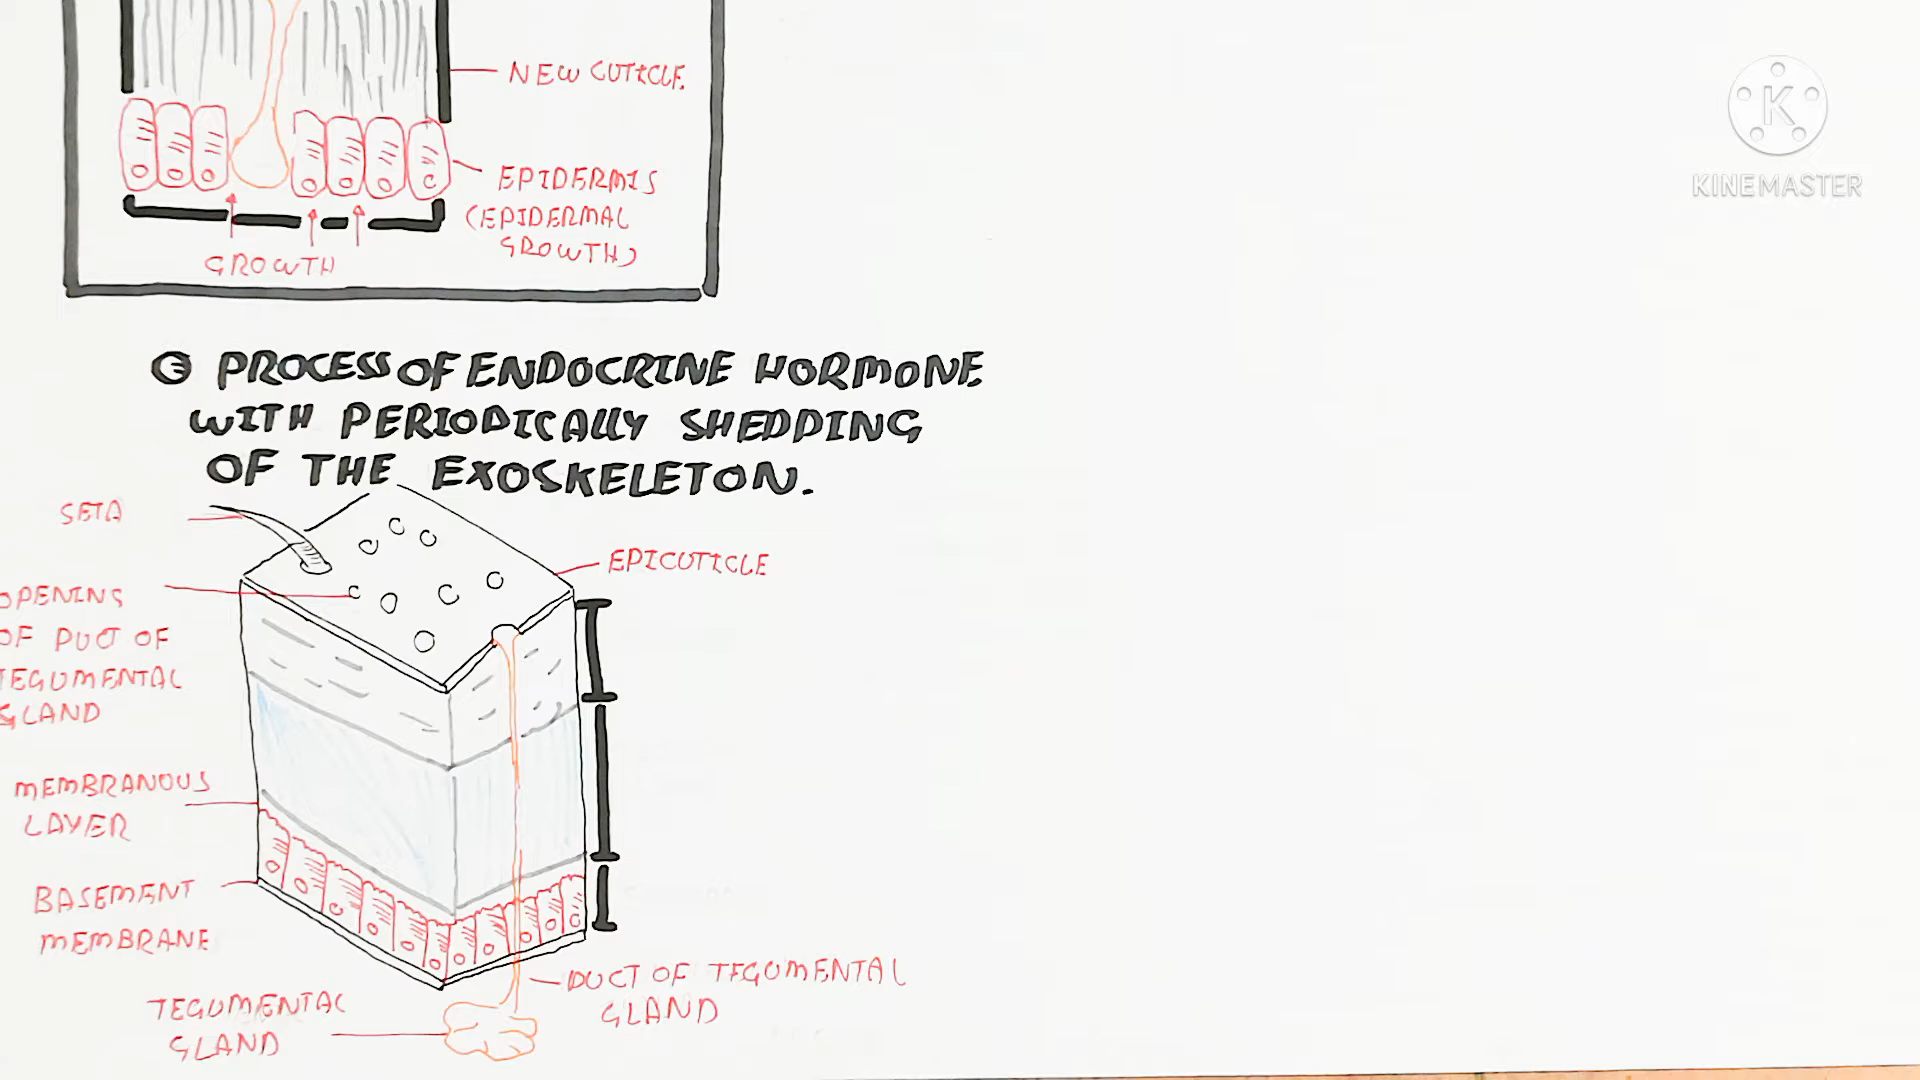 NEW CUTICLE
EPIDERMIS
(EPIDERMAL
GROWTH)
GROWTH
PROCESS OF ENDOCRINE HORMONE
WITH PERIODICALLY SHEDDING
OF THE EXOSKELETON.
SETA
EPICUTICLE
OPENING
OF DUCT OF
TEGUMENTAL
GLAND
MEMBRANOUS
LAYER
BASEMENT
MEMBRANE
DUCT OF TEGUMENTAL
GLAND
TEGUMENTAL
GLAND
K
KINEMASTER